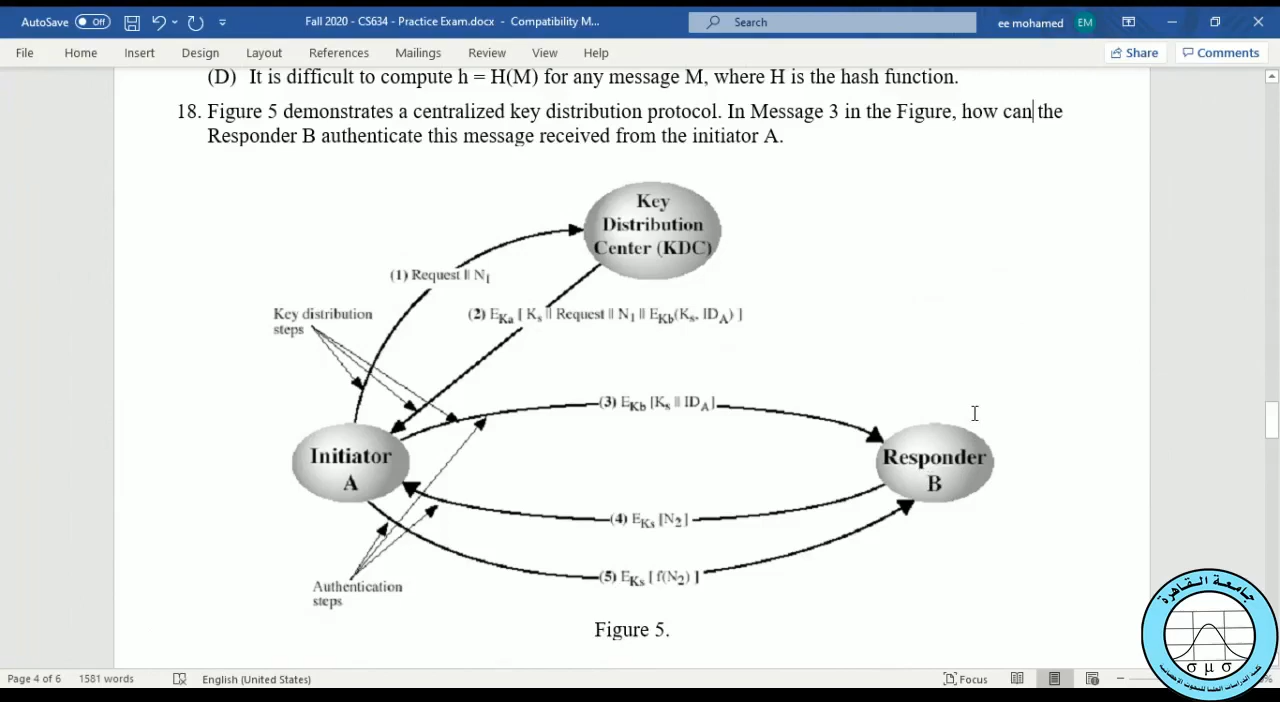 AutoSave Off Fall 2020 - CS634 - Practice Exam.docx - Compatibility M... Search ee mohamed EM
File Home Insert Design Layout References Mailings Review View Help Share Comments
(D) It is difficult to compute h = H(M) for any message M, where H is the hash function.
18. Figure 5 demonstrates a centralized key distribution protocol. In Message 3 in the Figure, how can the
Responder B authenticate this message received from the initiator A.
Key
Distribution
Center (KDC)
(1) Request || N1
Key distribution
steps
(2) EKa [ Ks || Request || N1 || EKb(Ks, IDA) ]
(3) EKb [Ks || IDA]
Initiator
A
Responder
B
(4) EKs [N2]
(5) EKs [ f(N2) ]
Authentication
steps
Figure 5.
جامعة القاهرة
σ μ σ
Page 4 of 6 1581 words English (United States) Focus